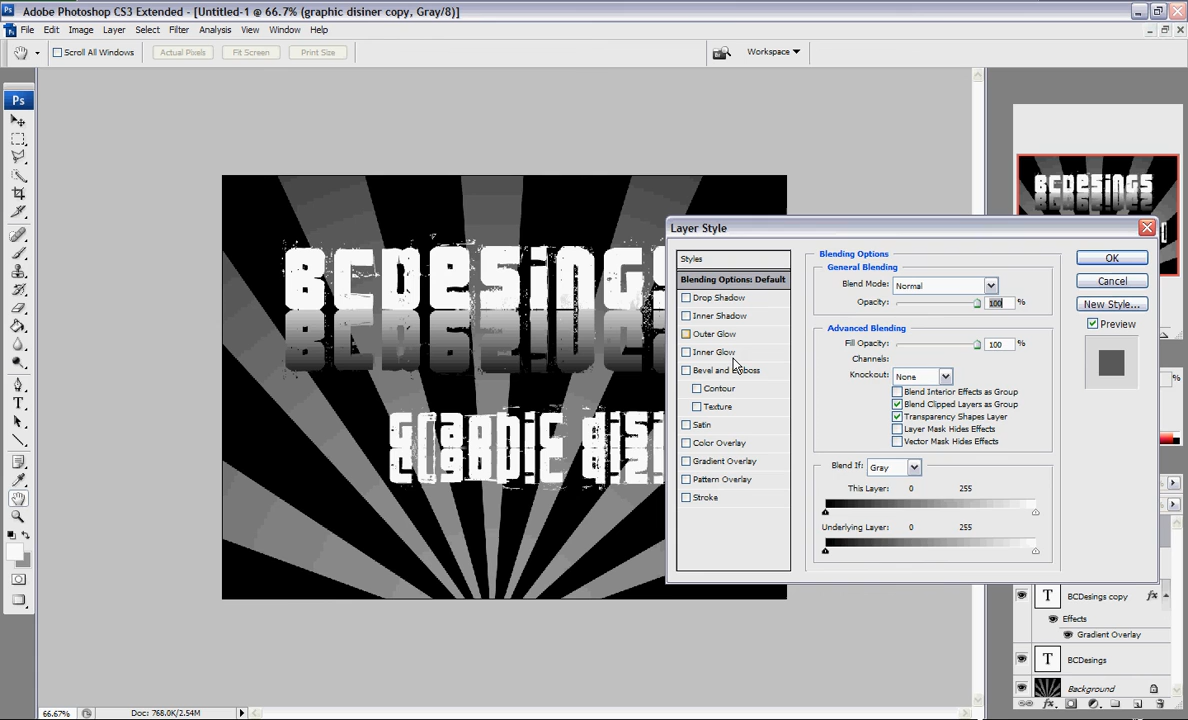 Adobe Photoshop CS3 Extended - [Untitled-1 @ 66.7% (graphic disiner copy, Gray/8)]
File Edit Image Layer Select Filter Analysis View Window Help
Scroll All Windows Actual Pixels Fit Screen Print Size Workspace
Ps
BCDesings
BCDesings
graphic disi
Layer Style
Styles
Blending Options: Default
Drop Shadow
Inner Shadow
Outer Glow
Inner Glow
Bevel and Emboss
Contour
Texture
Satin
Color Overlay
Gradient Overlay
Pattern Overlay
Stroke
Blending Options
General Blending
Blend Mode: Normal
Opacity: 100 %
Advanced Blending
Fill Opacity: 100 %
Channels:
Knockout: None
Blend Interior Effects as Group
Blend Clipped Layers as Group
Transparency Shapes Layer
Layer Mask Hides Effects
Vector Mask Hides Effects
Blend If: Gray
This Layer: 0 255
Underlying Layer: 0 255
OK
Cancel
New Style...
Preview
%
T BCDesings copy fx
Effects
Gradient Overlay
T BCDesings
Background
66.67% Doc: 768.0K/2.54M